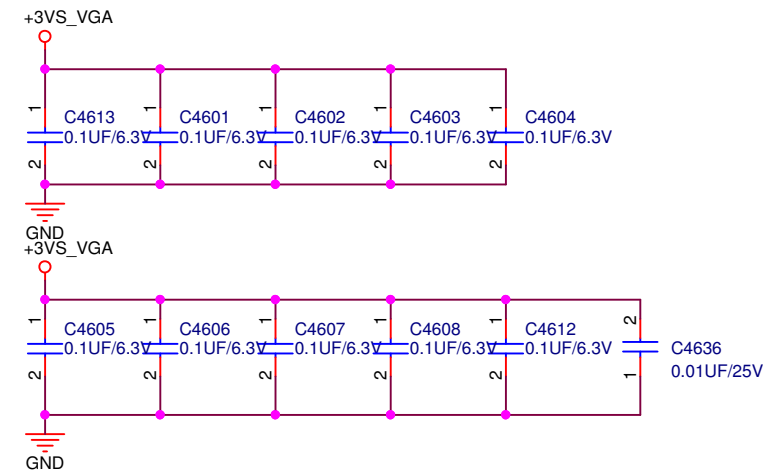 +3VS_VGA
1 1 1 1 1
C4613 C4601 C4602 C4603 C4604
0.1UF/6.3V 0.1UF/6.3V 0.1UF/6.3V 0.1UF/6.3V 0.1UF/6.3V
2 2 2 2 2
GND
+3VS_VGA
1 1 1 1 1 2
C4605 C4606 C4607 C4608 C4612 C4636
0.1UF/6.3V 0.1UF/6.3V 0.1UF/6.3V 0.1UF/6.3V 0.1UF/6.3V 0.01UF/25V
2 2 2 2 2 1
GND